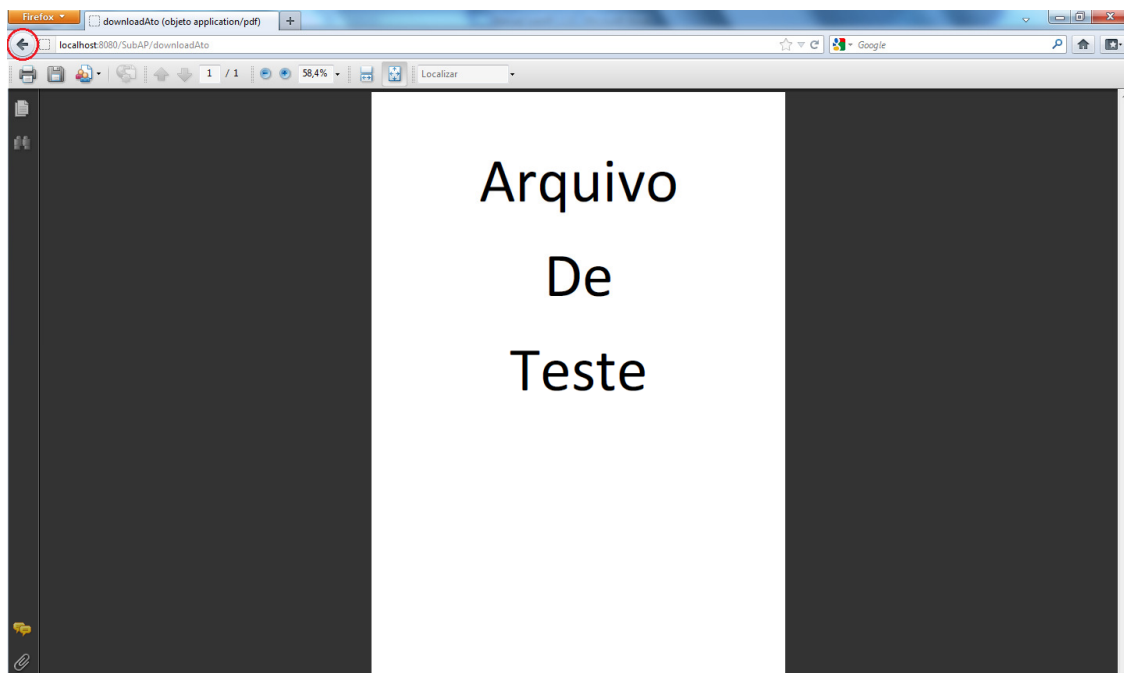 Firefox
downloadAto (objeto application/pdf)
+
localhost:8080/SubAP/downloadAto
Google
1 / 1
58,4%
Localizar
Arquivo
De
Teste